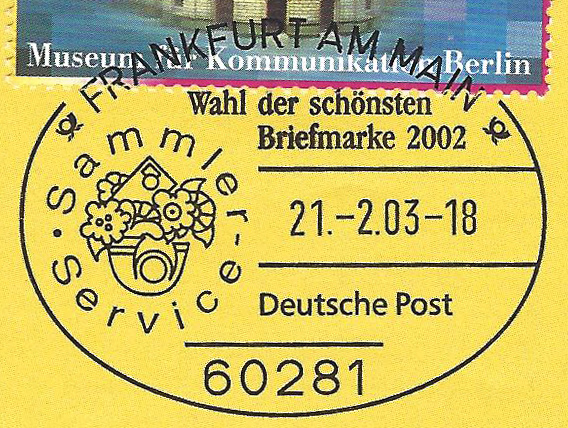 Museum für Kommunikation Berlin
FRANKFURT AM MAIN
Wahl der schönsten
Briefmarke 2002
Sammler-
Service
21.-2.03-18
Deutsche Post
60281